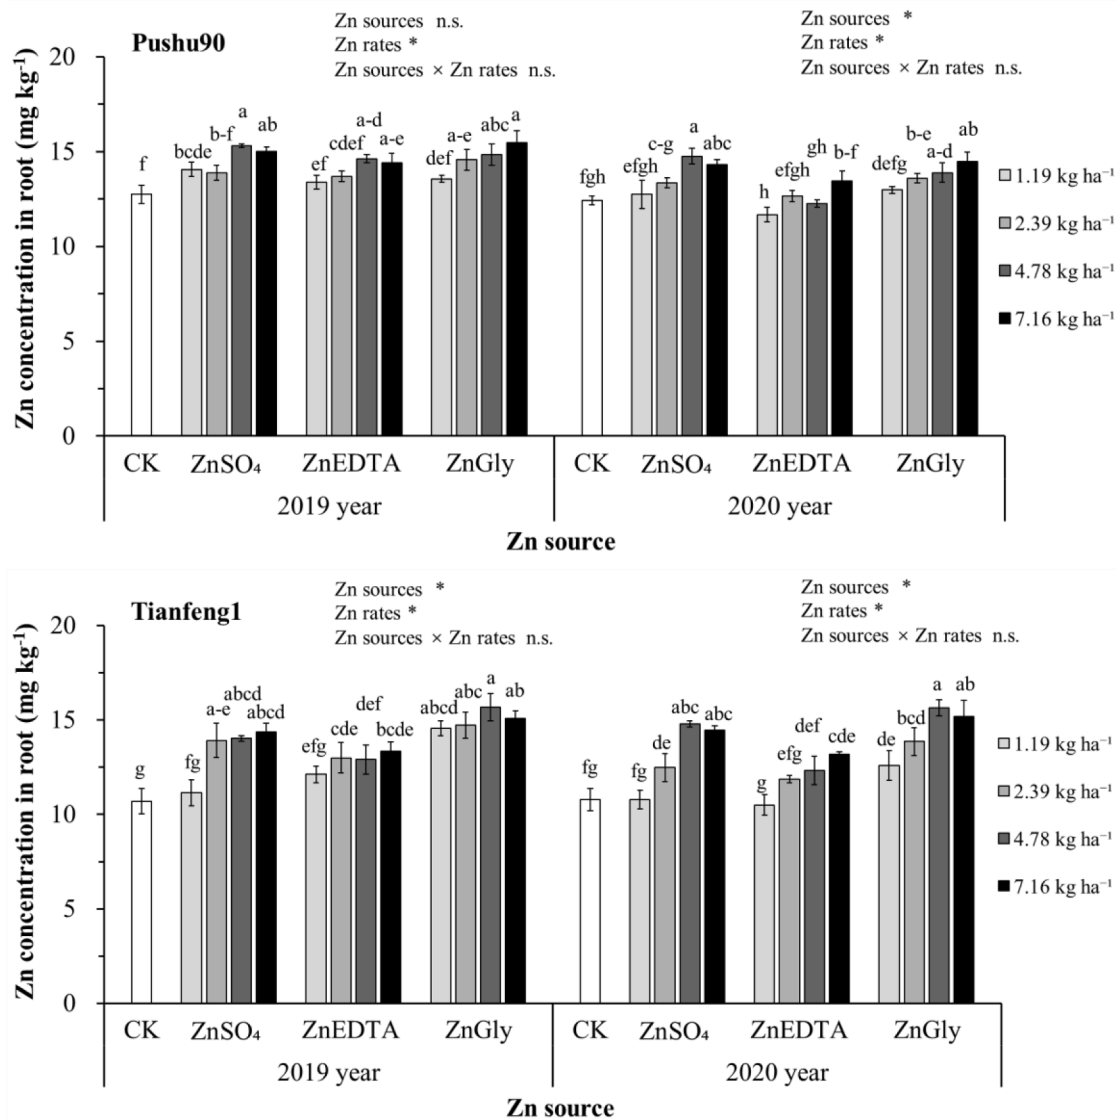 Zn sources n.s.
Zn rates *
Zn sources × Zn rates n.s.
Zn sources *
Zn rates *
Zn sources × Zn rates n.s.
Pushu90
Zn concentration in root (mg kg⁻¹)
20
15
10
5
0
f
bcde
b-f
a
ab
ef
cdef
a-d
a-e
def
a-e
abc
a
fgh
efgh
c-g
a
abc
h
efgh
gh
b-f
defg
b-e
a-d
ab
1.19 kg ha⁻¹
2.39 kg ha⁻¹
4.78 kg ha⁻¹
7.16 kg ha⁻¹
CK ZnSO₄ ZnEDTA ZnGly CK ZnSO₄ ZnEDTA ZnGly
2019 year 2020 year
Zn source
Zn sources *
Zn rates *
Zn sources × Zn rates n.s.
Zn sources *
Zn rates *
Zn sources × Zn rates n.s.
Tianfeng1
Zn concentration in root (mg kg⁻¹)
20
15
10
5
0
g
fg
a-e
abcd
abcd
efg
cde
def
bcde
abcd
abc
a
ab
fg
fg
de
abc
abc
g
efg
def
cde
de
bcd
a
ab
1.19 kg ha⁻¹
2.39 kg ha⁻¹
4.78 kg ha⁻¹
7.16 kg ha⁻¹
CK ZnSO₄ ZnEDTA ZnGly CK ZnSO₄ ZnEDTA ZnGly
2019 year 2020 year
Zn source